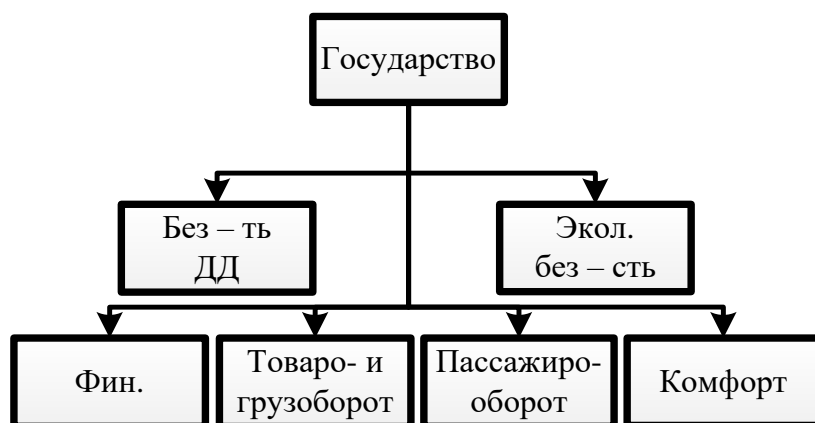 Государство
Без – ть
ДД
Экол.
без – сть
Фин.
Товаро- и
грузоборот
Пассажиро-
оборот
Комфорт